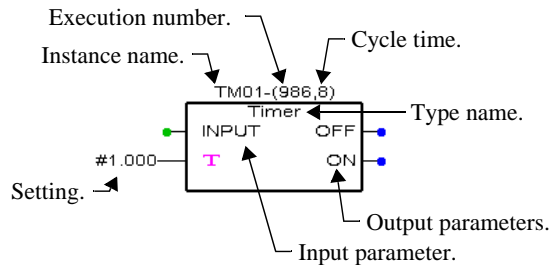 Execution number.
Cycle time.
Instance name.
TM01-(986,8)
Timer
Type name.
INPUT OFF
#1.000 T ON
Setting.
Output parameters.
Input parameter.